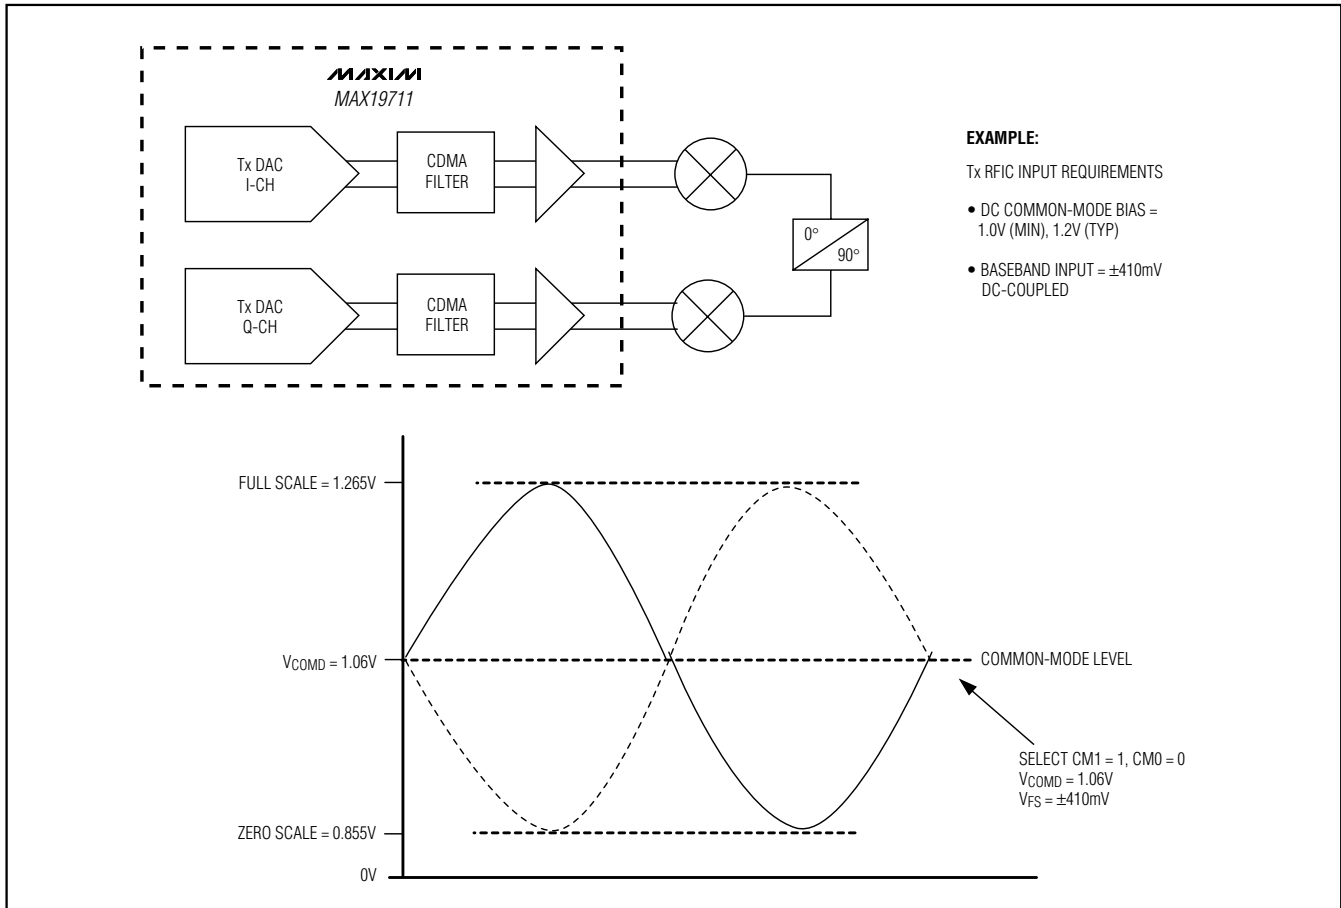 MAXIM
MAX19711
Tx DAC
I-CH
CDMA
FILTER
Tx DAC
Q-CH
CDMA
FILTER
0°
90°
EXAMPLE:
Tx RFIC INPUT REQUIREMENTS
• DC COMMON-MODE BIAS =
1.0V (MIN), 1.2V (TYP)
• BASEBAND INPUT = ±410mV
DC-COUPLED
FULL SCALE = 1.265V
VCOMD = 1.06V
COMMON-MODE LEVEL
SELECT CM1 = 1, CM0 = 0
VCOMD = 1.06V
VFS = ±410mV
ZERO SCALE = 0.855V
0V